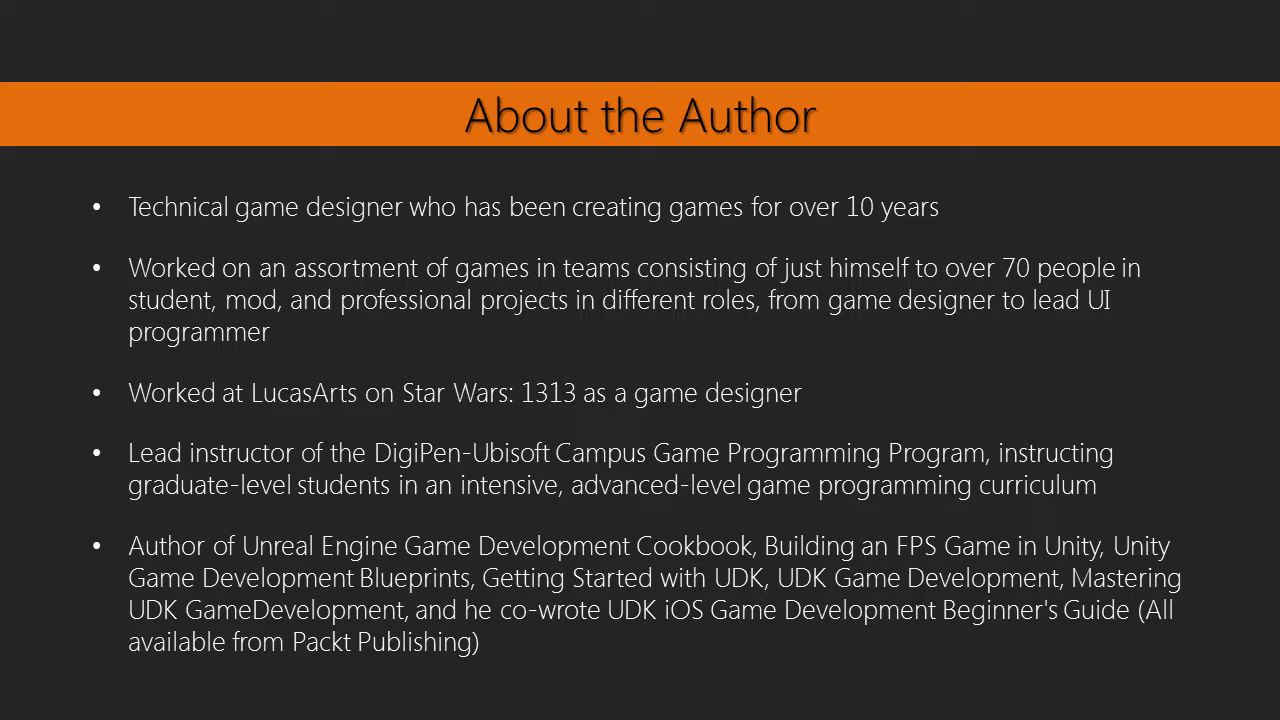 About the Author
• Technical game designer who has been creating games for over 10 years
• Worked on an assortment of games in teams consisting of just himself to over 70 people in
student, mod, and professional projects in different roles, from game designer to lead UI
programmer
• Worked at LucasArts on Star Wars: 1313 as a game designer
• Lead instructor of the DigiPen-Ubisoft Campus Game Programming Program, instructing
graduate-level students in an intensive, advanced-level game programming curriculum
• Author of Unreal Engine Game Development Cookbook, Building an FPS Game in Unity, Unity
Game Development Blueprints, Getting Started with UDK, UDK Game Development, Mastering
UDK GameDevelopment, and he co-wrote UDK iOS Game Development Beginner's Guide (All
available from Packt Publishing)